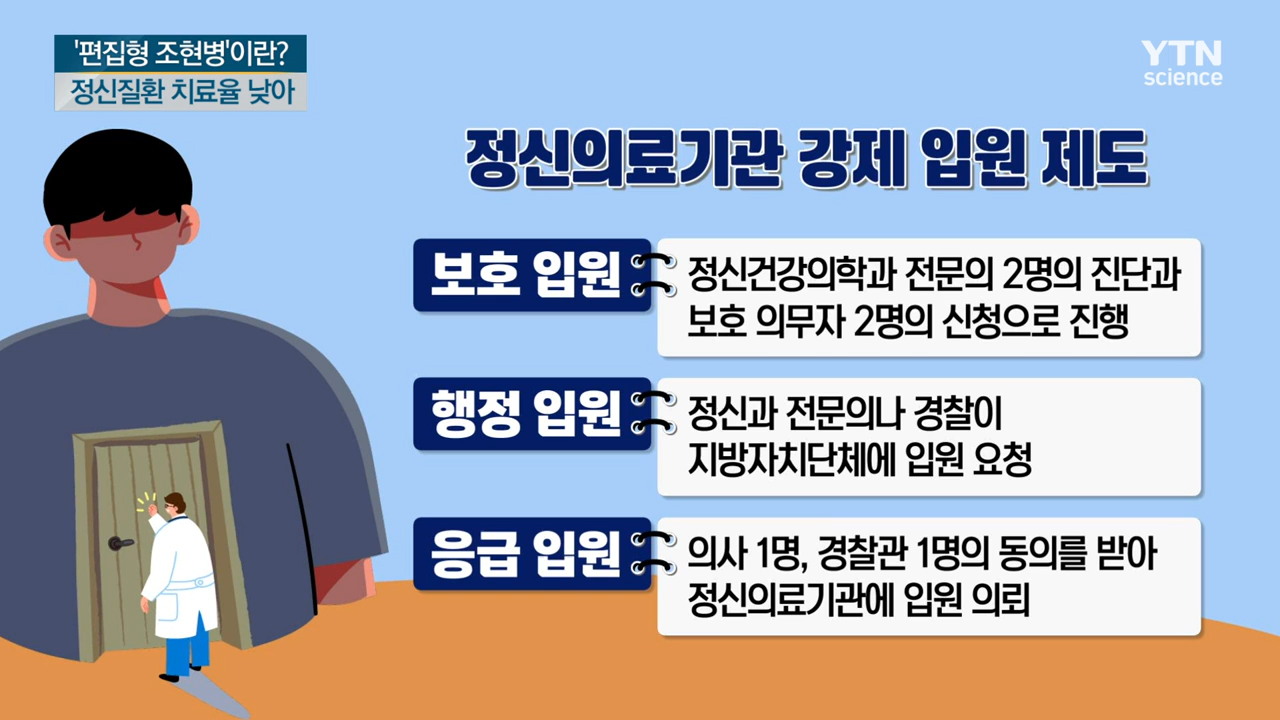 '편집형 조현병'이란?
정신질환 치료율 낮아
YTN
science
정신의료기관 강제 입원 제도
보호 입원
정신건강의학과 전문의 2명의 진단과
보호 의무자 2명의 신청으로 진행
행정 입원
정신과 전문의나 경찰이
지방자치단체에 입원 요청
응급 입원
의사 1명, 경찰관 1명의 동의를 받아
정신의료기관에 입원 의뢰